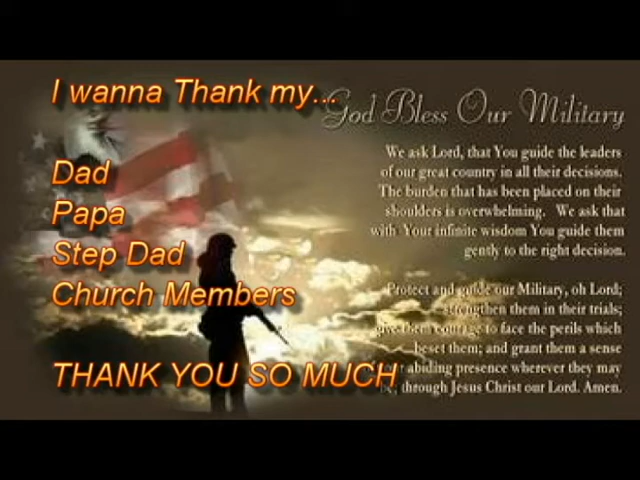 I wanna Thank my...
Dad
Papa
Step Dad
Church Members
THANK YOU SO MUCH
God Bless Our Military
We ask Lord, that You guide the leaders
of our great country in all their decisions.
The burden that has been placed on their
shoulders is overwhelming. We ask that
with Your infinite wisdom You guide them
gently to the right decision.
Protect and guide our Military, oh Lord;
strengthen them in their trials;
give them courage to face the perils which
beset them; and grant them a sense
abiding presence wherever they may
be, through Jesus Christ our Lord. Amen.